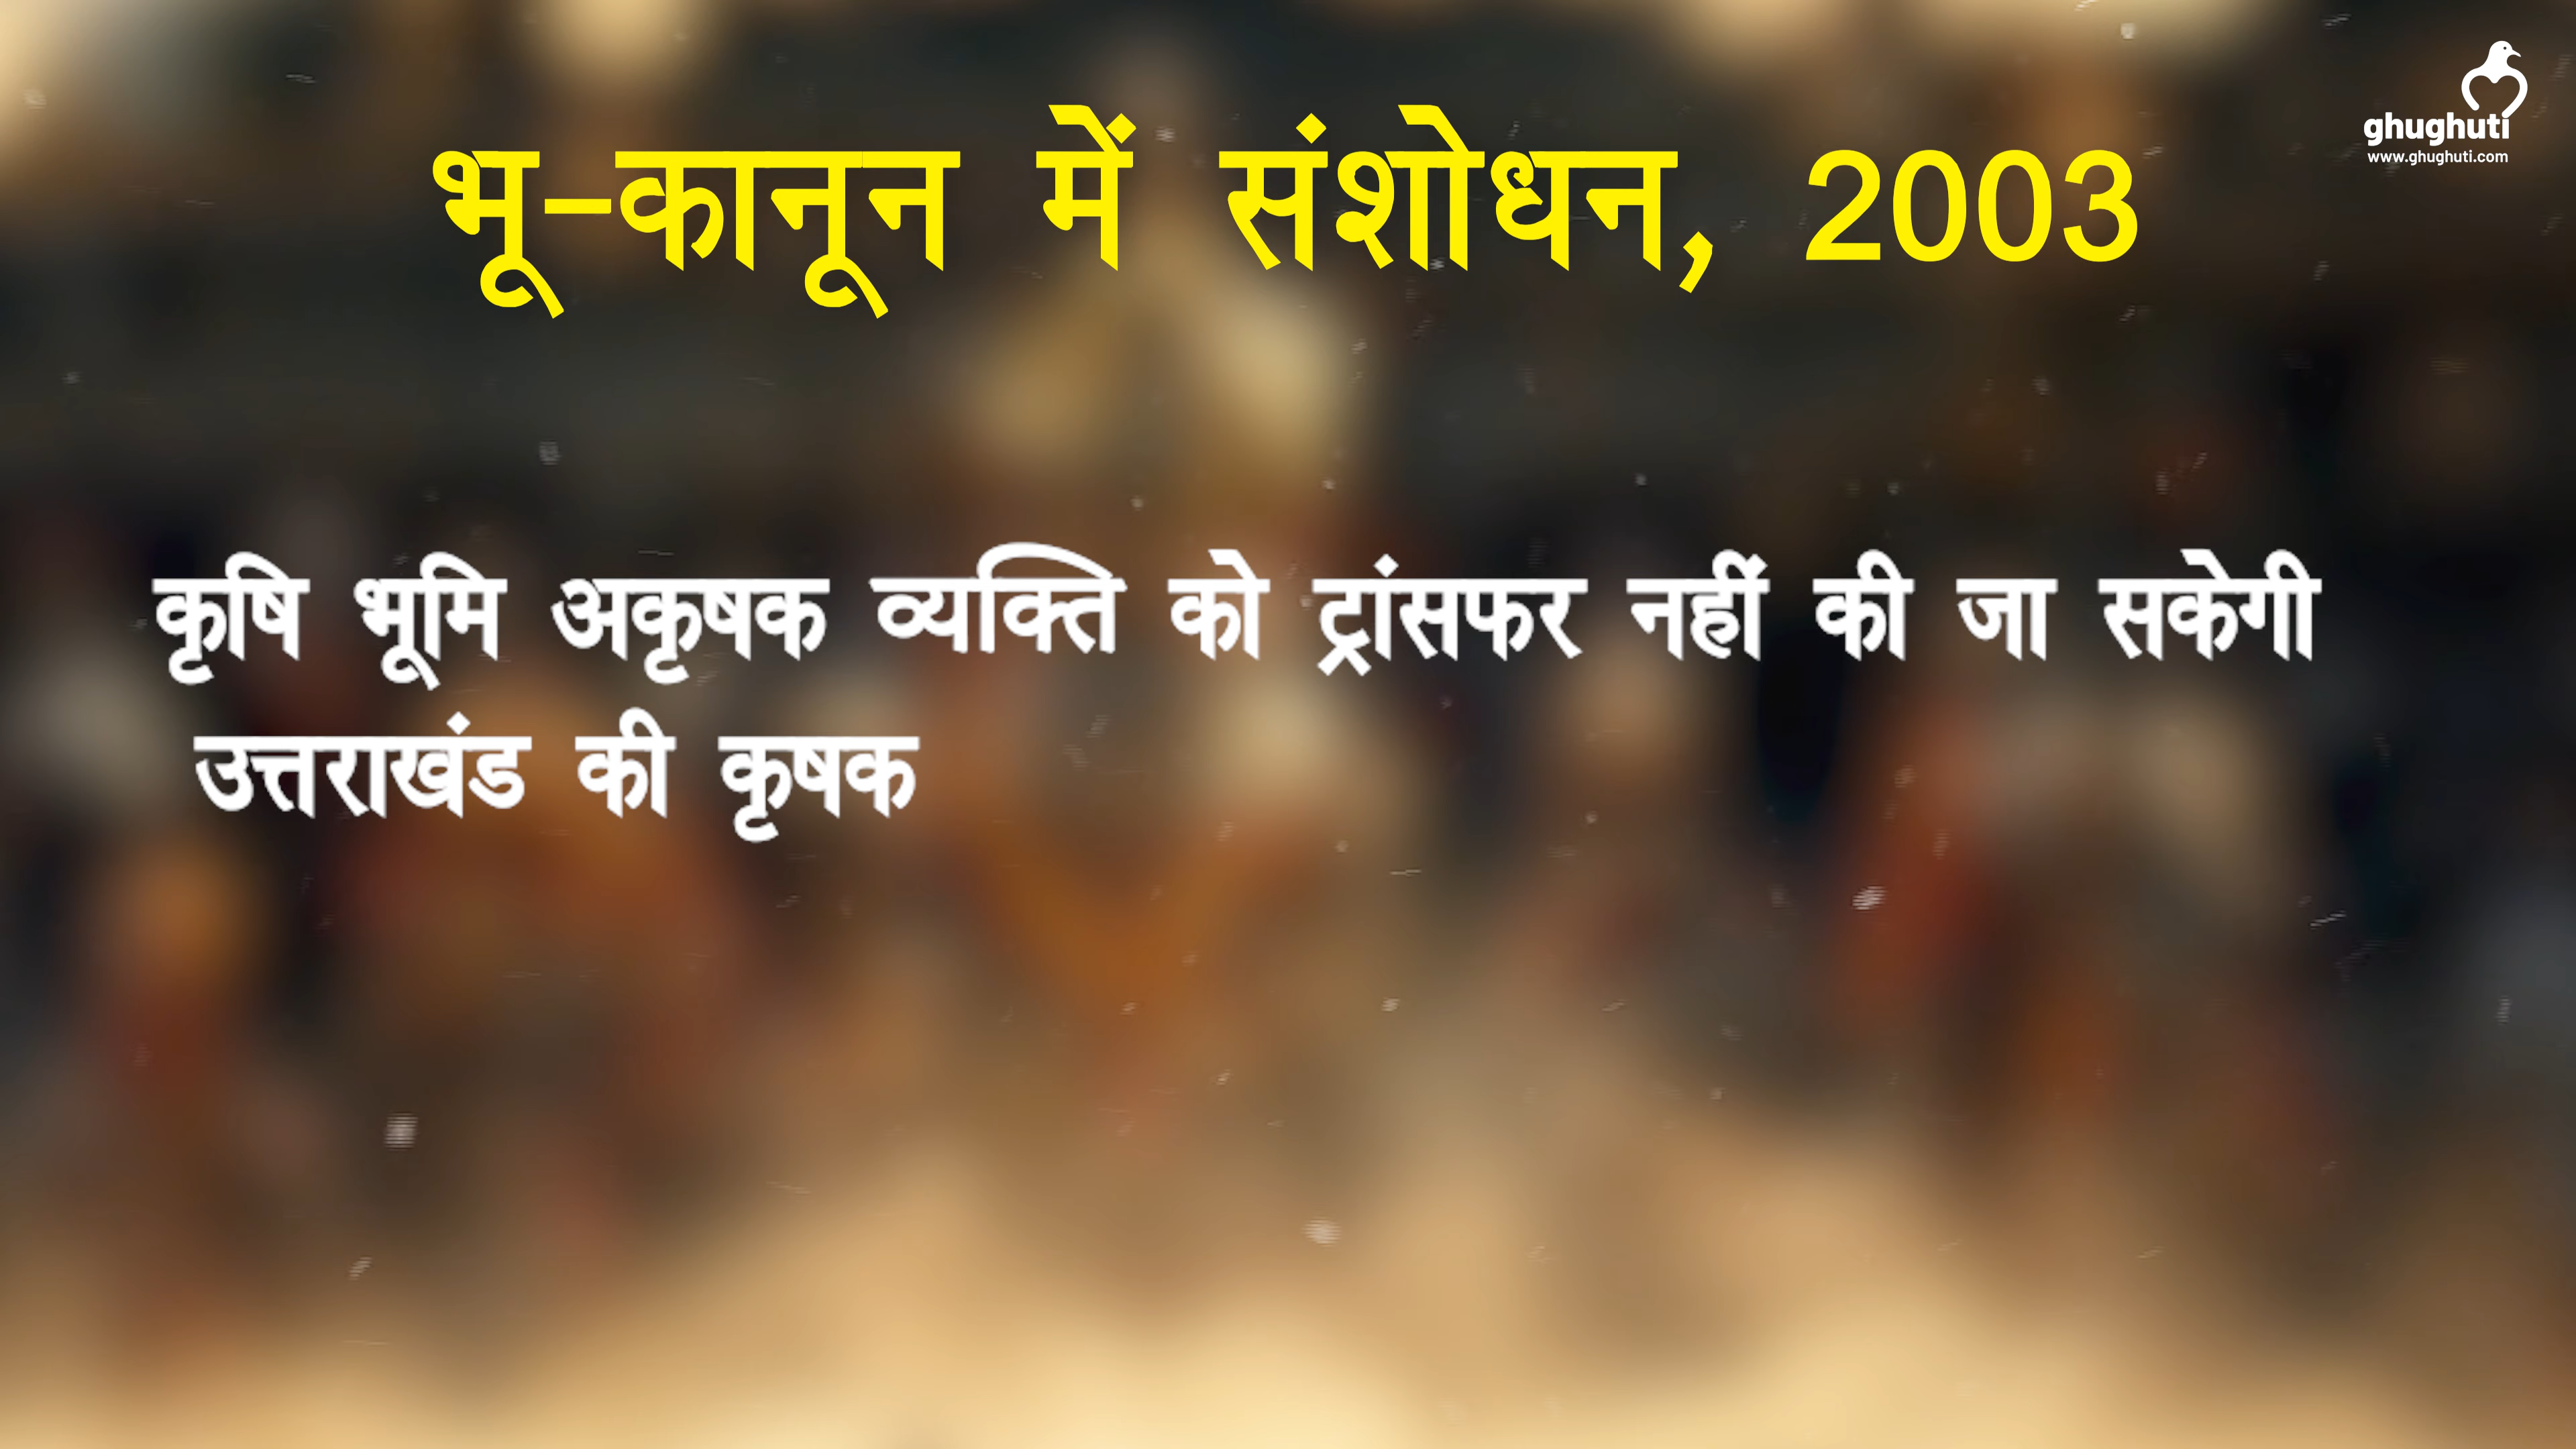 ghughuti
www.ghughuti.com
भू-कानून में संशोधन, 2003
कृषि भूमि अकृषक व्यक्ति को ट्रांसफर नहीं की जा सकेगी
उत्तराखंड की कृषक